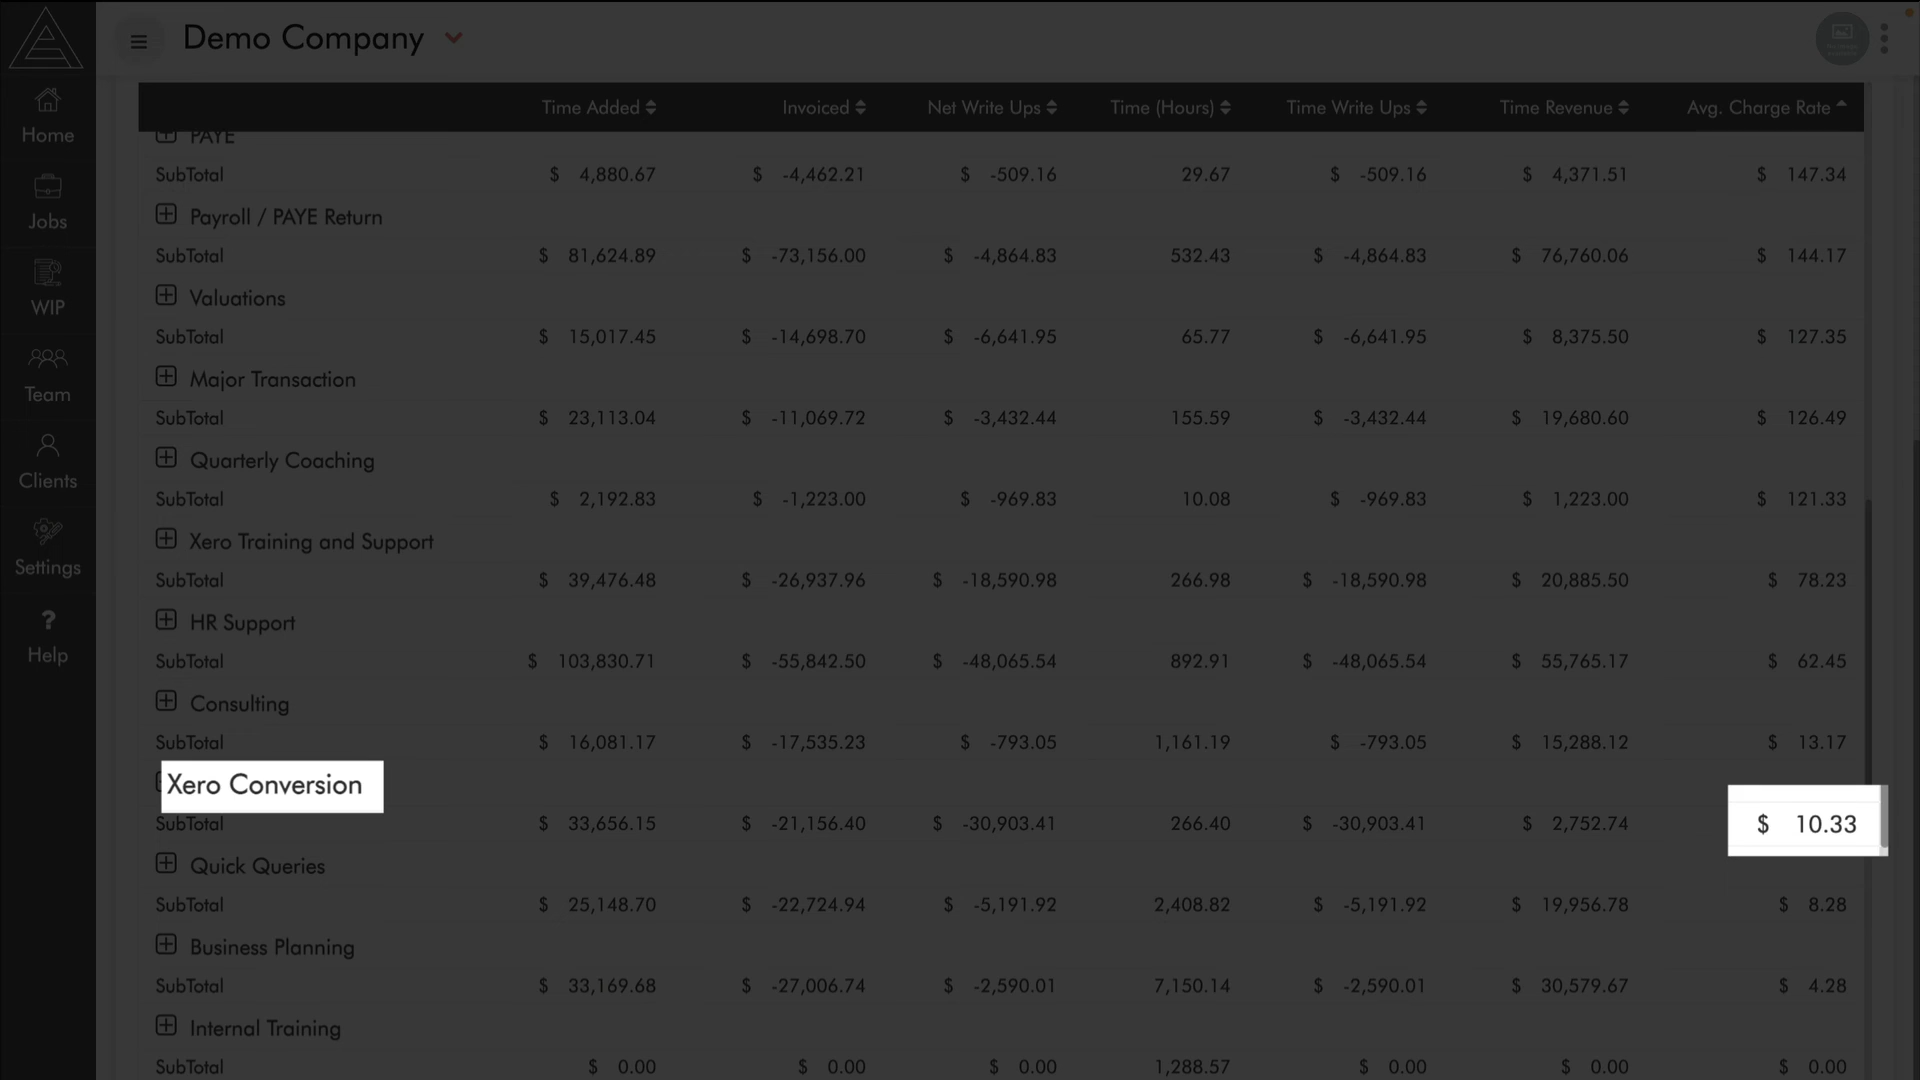 Demo Company
Time Added Invoiced Net Write Ups Time (Hours) Time Write Ups Time Revenue Avg. Charge Rate
PAYE
SubTotal $ 4,880.67 $ -4,462.21 $ -509.16 29.67 $ -509.16 $ 4,371.51 $ 147.34
Payroll / PAYE Return
SubTotal $ 81,624.89 $ -73,156.00 $ -4,864.83 532.43 $ -4,864.83 $ 76,760.06 $ 144.17
Valuations
SubTotal $ 15,017.45 $ -14,698.70 $ -6,641.95 65.77 $ -6,641.95 $ 8,375.50 $ 127.35
Major Transaction
SubTotal $ 23,113.04 $ -11,069.72 $ -3,432.44 155.59 $ -3,432.44 $ 19,680.60 $ 126.49
Quarterly Coaching
SubTotal $ 2,192.83 $ -1,223.00 $ -969.83 10.08 $ -969.83 $ 1,223.00 $ 121.33
Xero Training and Support
SubTotal $ 39,476.48 $ -26,937.96 $ -18,590.98 266.98 $ -18,590.98 $ 20,885.50 $ 78.23
HR Support
SubTotal $ 103,830.71 $ -55,842.50 $ -48,065.54 892.91 $ -48,065.54 $ 55,765.17 $ 62.45
Consulting
SubTotal $ 16,081.17 $ -17,535.23 $ -793.05 1,161.19 $ -793.05 $ 15,288.12 $ 13.17
Xero Conversion
SubTotal $ 33,656.15 $ -21,156.40 $ -30,903.41 266.40 $ -30,903.41 $ 2,752.74 $ 10.33
Quick Queries
SubTotal $ 25,148.70 $ -22,724.94 $ -5,191.92 2,408.82 $ -5,191.92 $ 19,956.78 $ 8.28
Business Planning
SubTotal $ 33,169.68 $ -27,006.74 $ -2,590.01 7,150.14 $ -2,590.01 $ 30,579.67 $ 4.28
Internal Training
SubTotal $ 0.00 $ 0.00 $ 0.00 1,288.57 $ 0.00 $ 0.00 $ 0.00
Home
Jobs
WIP
Team
Clients
Settings
?
Help